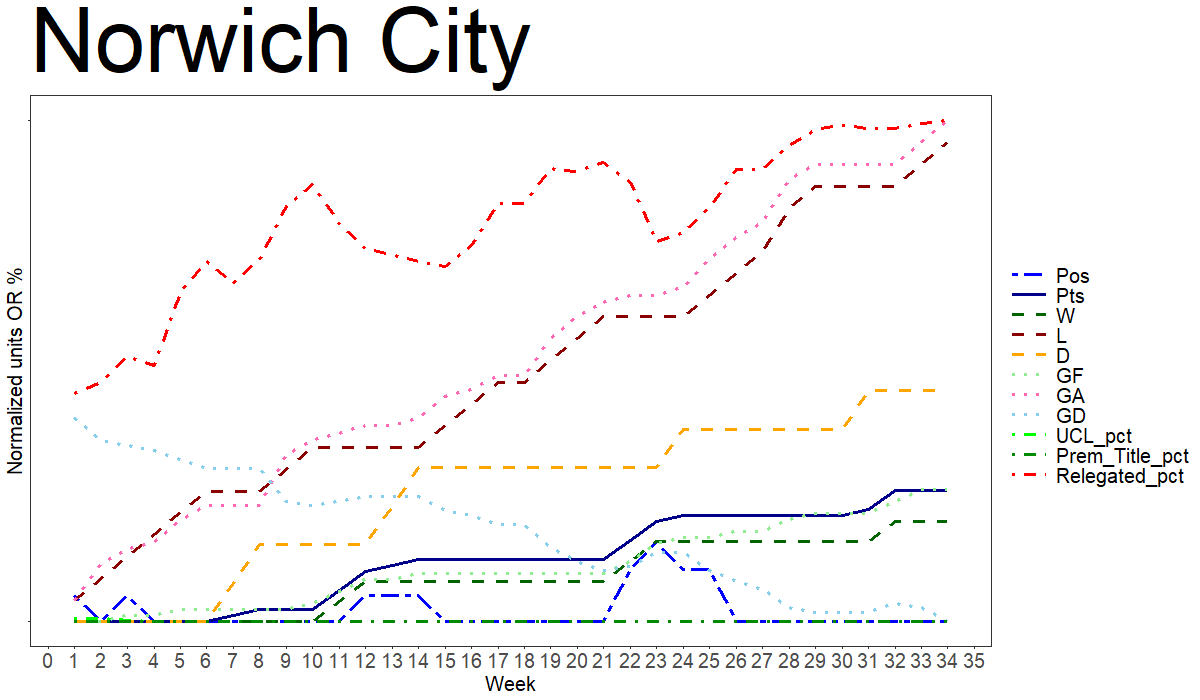 Norwich City
Normalized units OR %
Pos
Pts
W
L
D
GF
GA
GD
UCL_pct
Prem_Title_pct
Relegated_pct
0 1 2 3 4 5 6 7 8 9 10 11 12 13 14 15 16 17 18 19 20 21 22 23 24 25 26 27 28 29 30 31 32 33 34 35
Week